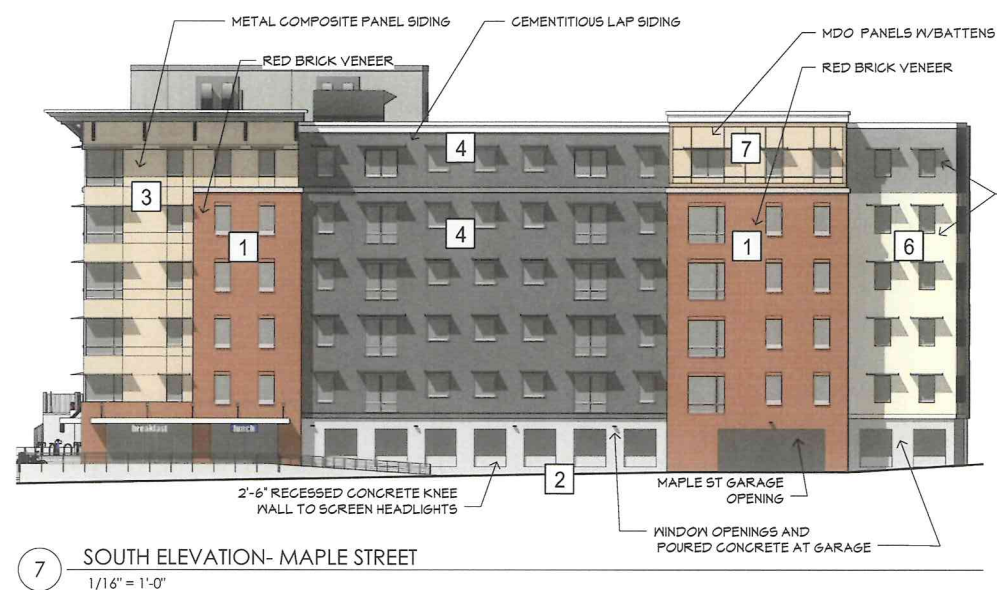 METAL COMPOSITE PANEL SIDING
CEMENTITIOUS LAP SIDING
MDO PANELS W/BATTENS
RED BRICK VENEER
RED BRICK VENEER
4
7
3
1
4
1
6
breakfast
lunch
2
2'-6" RECESSED CONCRETE KNEE
WALL TO SCREEN HEADLIGHTS
MAPLE ST GARAGE
OPENING
WINDOW OPENINGS AND
POURED CONCRETE AT GARAGE
7
SOUTH ELEVATION- MAPLE STREET
1/16" = 1'-0"